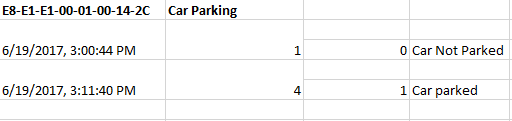 E8-E1-E1-00-01-00-14-2C Car Parking
6/19/2017, 3:00:44 PM 1 0 Car Not Parked
6/19/2017, 3:11:40 PM 4 1 Car parked